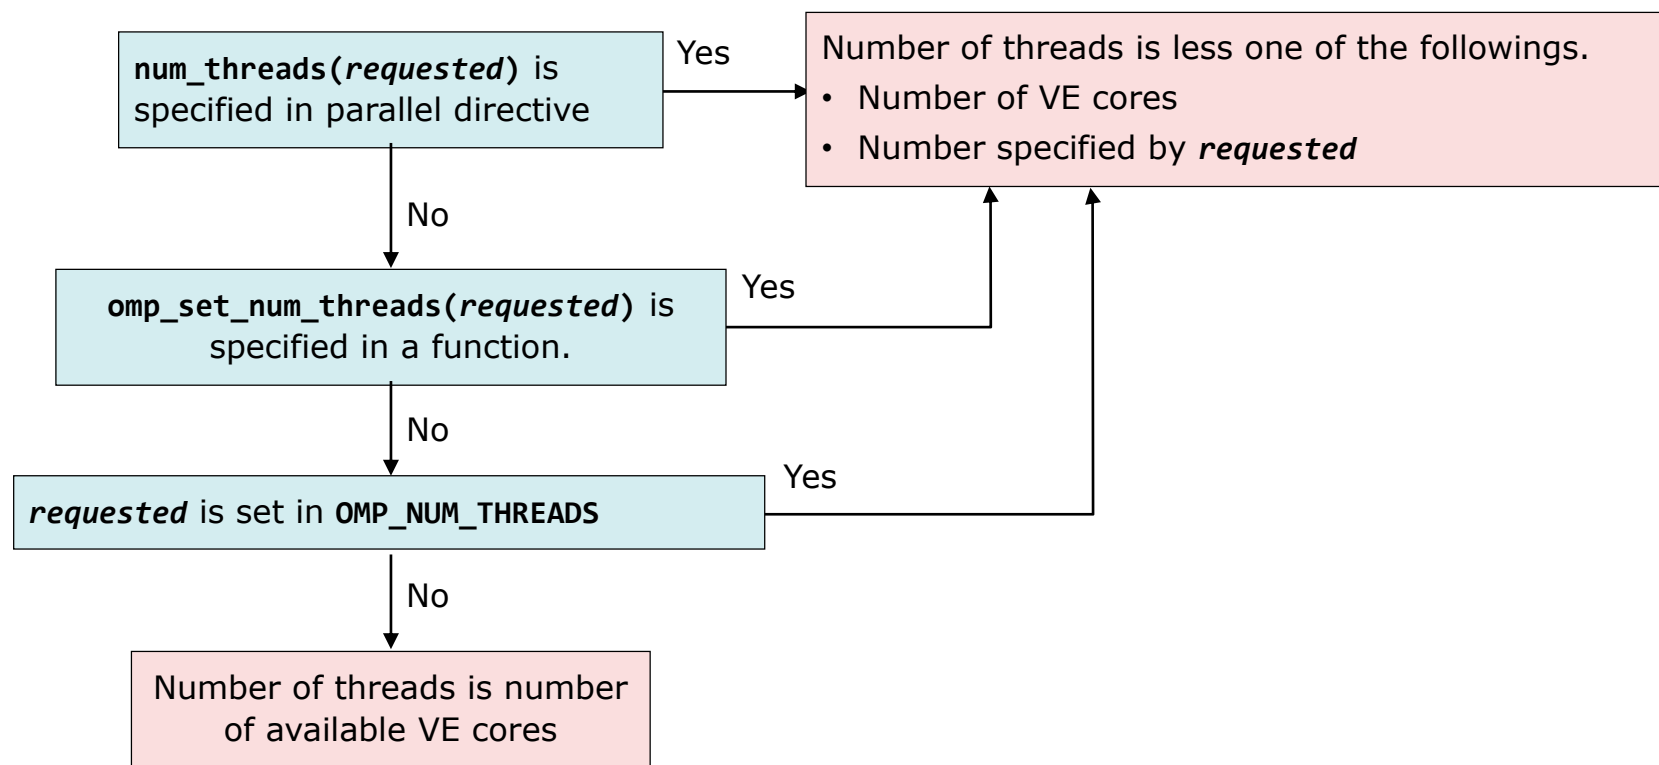 num_threads(requested) is
specified in parallel directive
Yes
Number of threads is less one of the followings.
• Number of VE cores
• Number specified by requested
No
omp_set_num_threads(requested) is
specified in a function.
Yes
No
requested is set in OMP_NUM_THREADS
Yes
No
Number of threads is number
of available VE cores